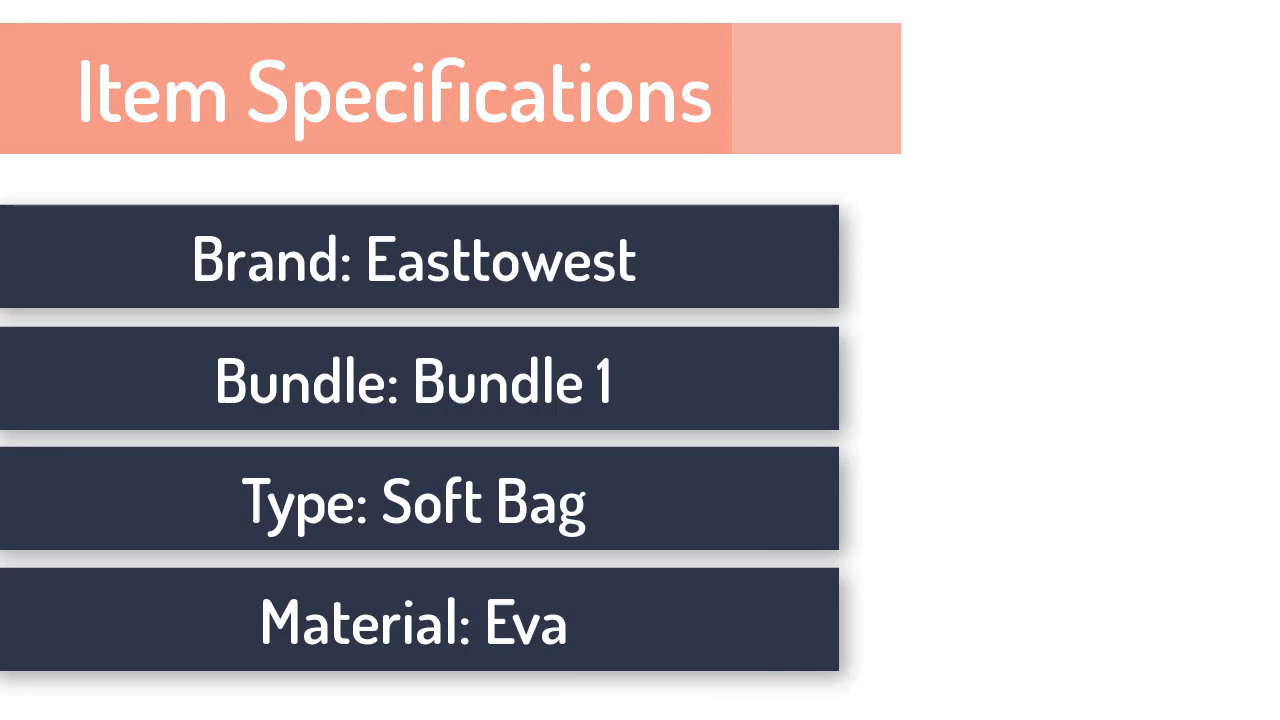 Item Specifications
Brand: Easttowest
Bundle: Bundle 1
Type: Soft Bag
Material: Eva